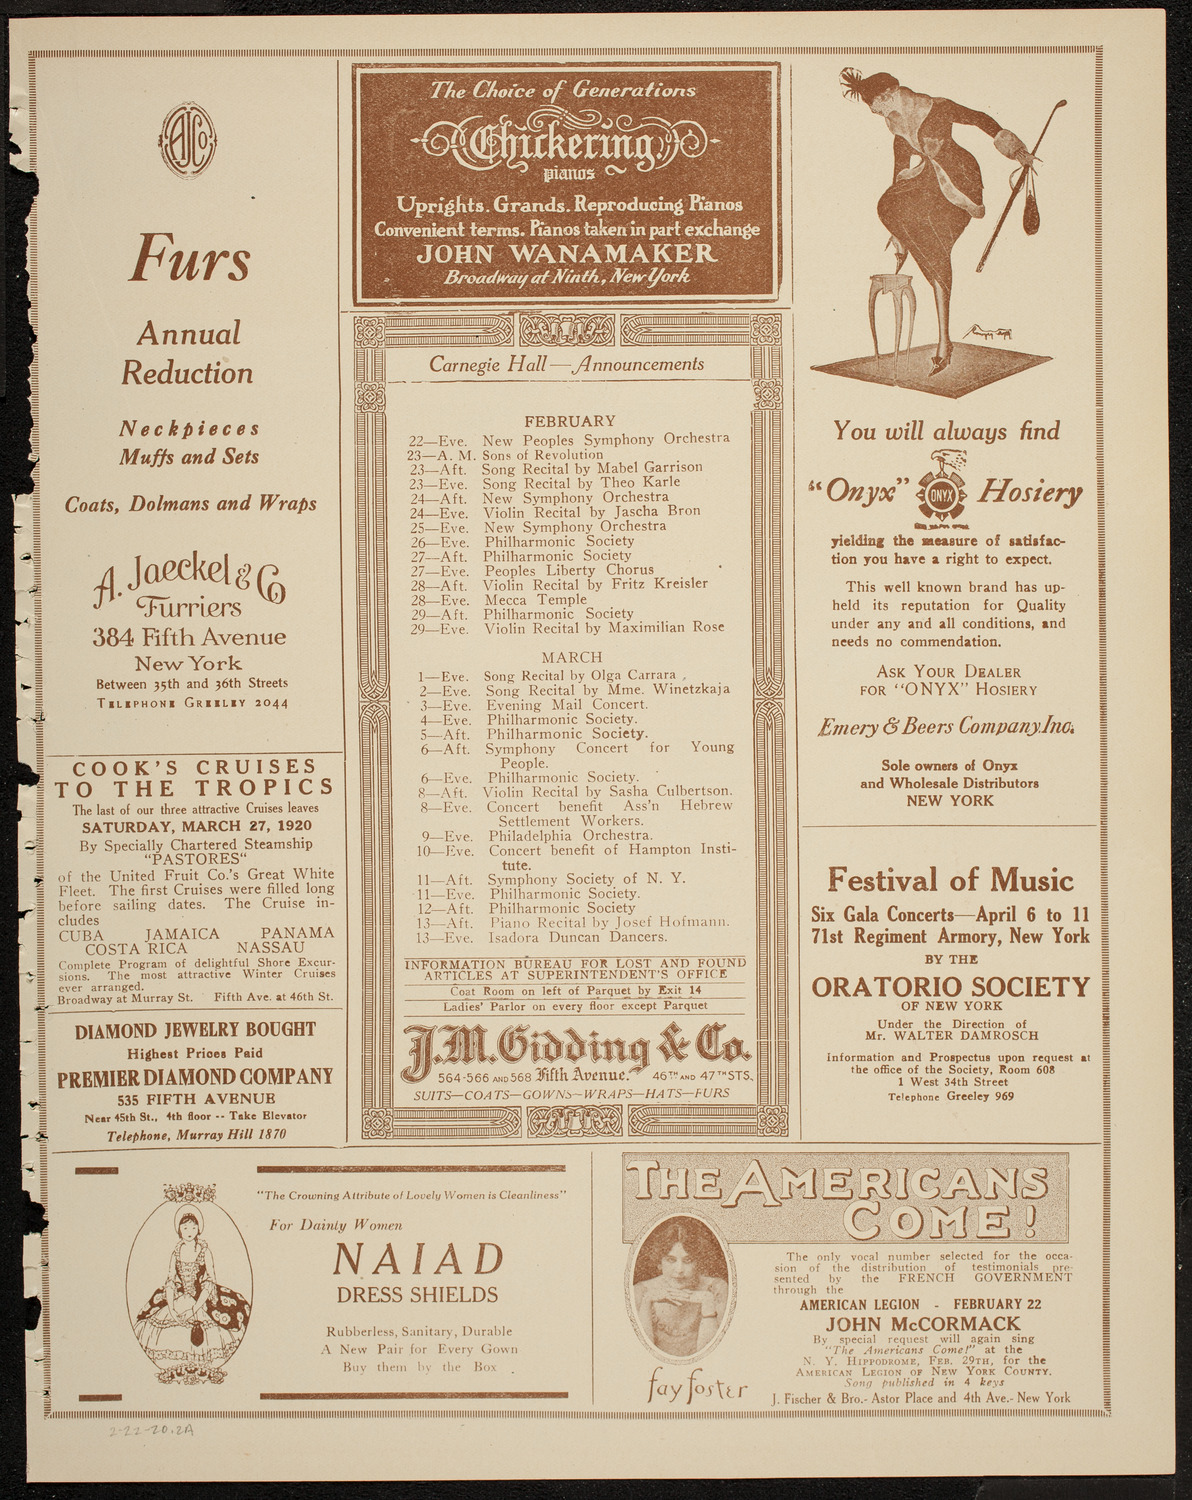 AJCo
Furs
Annual
Reduction
Neckpieces
Muffs and Sets
Coats, Dolmans and Wraps
A. Jaeckel & Co
Furriers
384 Fifth Avenue
New York
Between 35th and 36th Streets
TELEPHONE GREELEY 2044
COOK'S CRUISES
TO THE TROPICS
The last of our three attractive Cruises leaves
SATURDAY, MARCH 27, 1920
By Specially Chartered Steamship
"PASTORES"
of the United Fruit Co.'s Great White
Fleet. The first Cruises were filled long
before sailing dates. The Cruise in-
cludes
CUBA JAMAICA PANAMA
COSTA RICA NASSAU
Complete Program of delightful Shore Excur-
sions. The most attractive Winter Cruises
ever arranged.
Broadway at Murray St. Fifth Ave. at 46th St.
DIAMOND JEWELRY BOUGHT
Highest Prices Paid
PREMIER DIAMOND COMPANY
535 FIFTH AVENUE
Near 45th St., 4th floor -- Take Elevator
Telephone, Murray Hill 1870
The Choice of Generations
Chickering
pianos
Uprights. Grands. Reproducing Pianos
Convenient terms. Pianos taken in part exchange
JOHN WANAMAKER
Broadway at Ninth, New York
Carnegie Hall—Announcements
FEBRUARY
22—Eve. New Peoples Symphony Orchestra
23—A. M. Sons of Revolution
23—Aft. Song Recital by Mabel Garrison
23—Eve. Song Recital by Theo Karle
24—Aft. New Symphony Orchestra
24—Eve. Violin Recital by Jascha Bron
25—Eve. New Symphony Orchestra
26—Eve. Philharmonic Society
27—Aft. Philharmonic Society
27—Eve. Peoples Liberty Chorus
28—Aft. Violin Recital by Fritz Kreisler
28—Eve. Mecca Temple
29—Aft. Philharmonic Society
29—Eve. Violin Recital by Maximilian Rose
MARCH
1—Eve. Song Recital by Olga Carrara
2—Eve. Song Recital by Mme. Winetzkaja
3—Eve. Evening Mail Concert.
4—Eve. Philharmonic Society.
5—Aft. Philharmonic Society.
6—Aft. Symphony Concert for Young
People.
6—Eve. Philharmonic Society.
8—Aft. Violin Recital by Sasha Culbertson.
8—Eve. Concert benefit Ass'n Hebrew
Settlement Workers.
9—Eve. Philadelphia Orchestra.
10—Eve. Concert benefit of Hampton Insti-
tute.
11—Aft. Symphony Society of N. Y.
11—Eve. Philharmonic Society.
12—Aft. Philharmonic Society
13—Aft. Piano Recital by Josef Hofmann.
13—Eve. Isadora Duncan Dancers.
INFORMATION BUREAU FOR LOST AND FOUND
ARTICLES AT SUPERINTENDENT'S OFFICE
Coat Room on left of Parquet by Exit 14
Ladies' Parlor on every floor except Parquet
J.M. Gidding & Co.
564-566 AND 568 Fifth Avenue. 46TH AND 47TH STS.
SUITS—COATS—GOWNS—WRAPS—HATS—FURS
You will always find
"Onyx" ONYX Hosiery
yielding the measure of satisfac-
tion you have a right to expect.
This well known brand has up-
held its reputation for Quality
under any and all conditions, and
needs no commendation.
ASK YOUR DEALER
FOR "ONYX" HOSIERY
Emery & Beers Company, Inc.
Sole owners of Onyx
and Wholesale Distributors
NEW YORK
Festival of Music
Six Gala Concerts—April 6 to 11
71st Regiment Armory, New York
BY THE
ORATORIO SOCIETY
OF NEW YORK
Under the Direction of
Mr. WALTER DAMROSCH
Information and Prospectus upon request at
the office of the Society, Room 608
1 West 34th Street
Telephone Greeley 969
"The Crowning Attribute of Lovely Women is Cleanliness"
For Dainty Women
NAIAD
DRESS SHIELDS
Rubberless, Sanitary, Durable
A New Pair for Every Gown
Buy them by the Box
THE AMERICANS
COME!
The only vocal number selected for the occa-
sion of the distribution of testimonials pre-
sented by the FRENCH GOVERNMENT
through the
AMERICAN LEGION - FEBRUARY 22
JOHN McCORMACK
By special request will again sing
"The Americans Come!" at the
N. Y. HIPPODROME, FEB. 29TH, for the
AMERICAN LEGION OF NEW YORK COUNTY.
Song published in 4 keys
J. Fischer & Bro.- Astor Place and 4th Ave.- New York
fay foster
2-22-20.2A